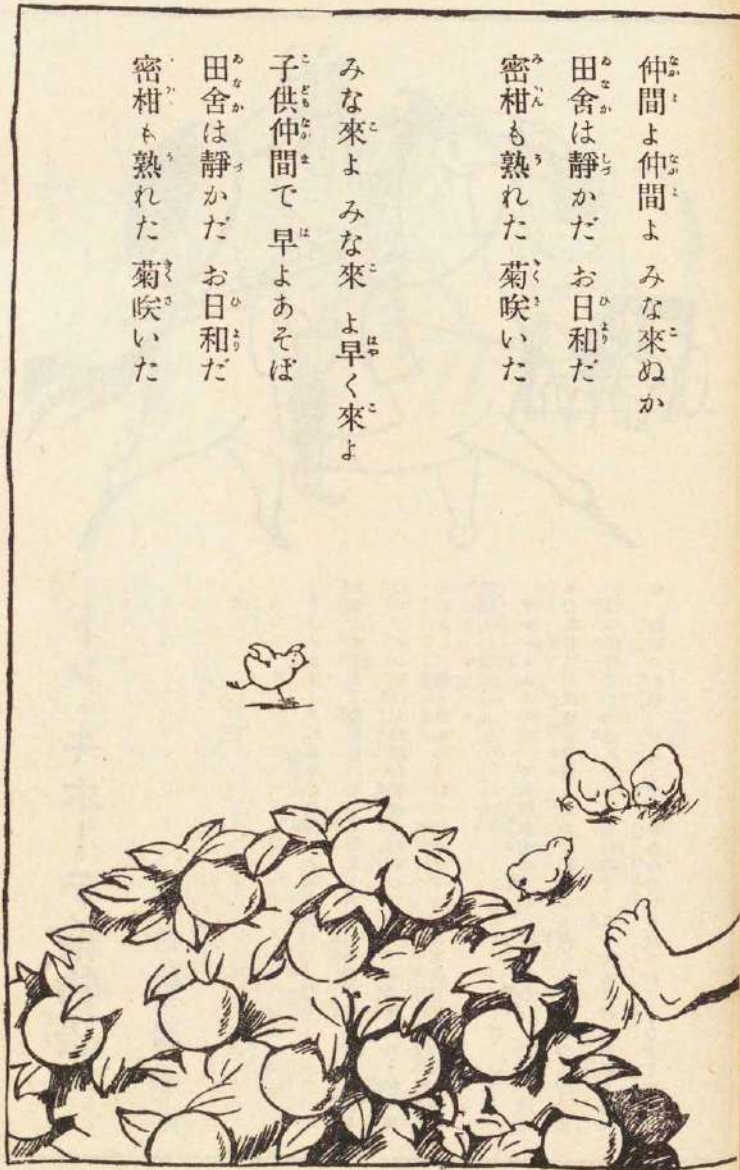 仲間よ仲間よ みな來ぬか
田舍は靜かだ お日和だ
密柑も熟れた 菊咲いた
みな來よ みな來 よ早く來よ
子供仲間で 早よあそぼ
田舍は靜かだ お日和だ
密柑も熟れた 菊咲いた